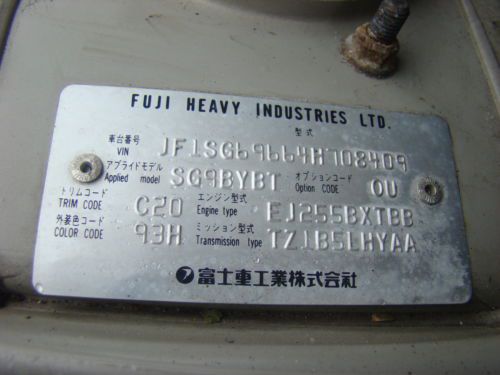 FUJI HEAVY INDUSTRIES LTD.
車台番号 型式
VIN JF1SG69664H708409
アプライドモデル オプションコード
Applied model SG9BYBT Option CODE OU
トリムコード エンジン型式
TRIM CODE C20 Engine type EJ255BXTBB
外装色コード ミッション型式
COLOR CODE 93H Transmission type TZ1B5LHYAA
富士重工業株式会社